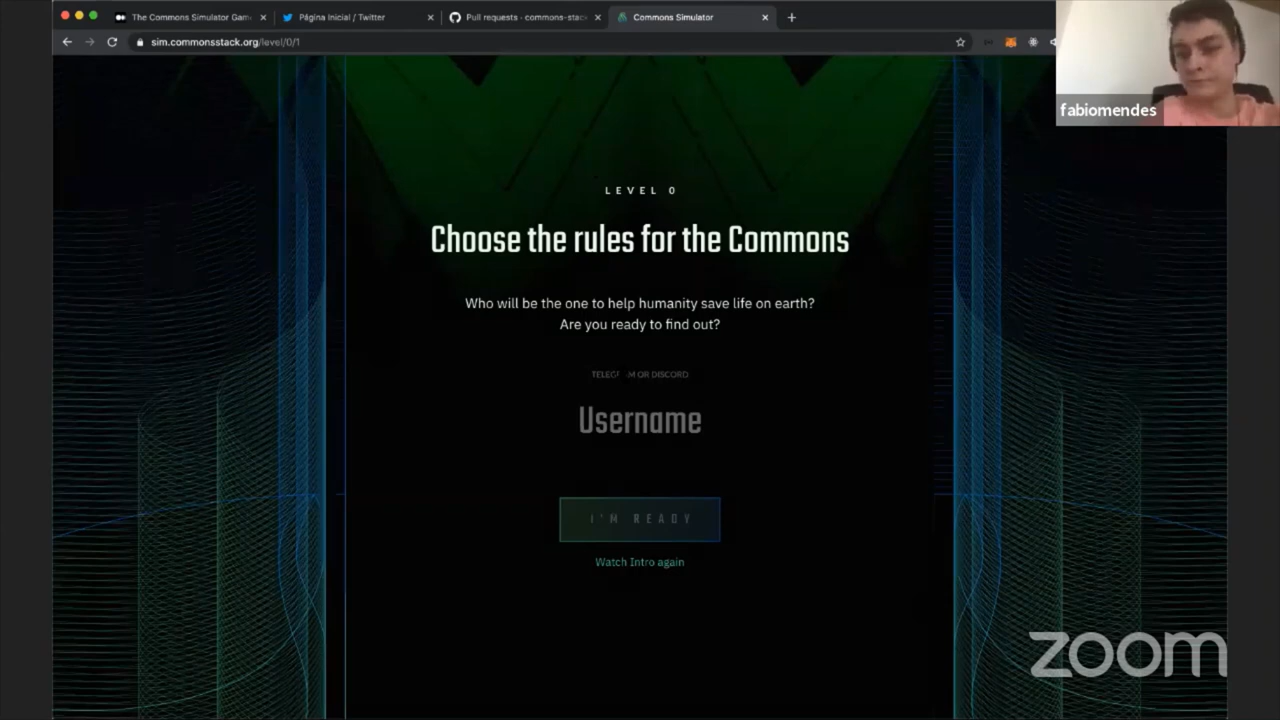 The Commons Simulator Gam
Página Inicial / Twitter
Pull requests · commons-stac
Commons Simulator
sim.commonsstack.org/level/0/1
fabiomendes
LEVEL 0
Choose the rules for the Commons
Who will be the one to help humanity save life on earth?
Are you ready to find out?
OR DISCORD
Username
I'M READY
Watch Intro again
zoom